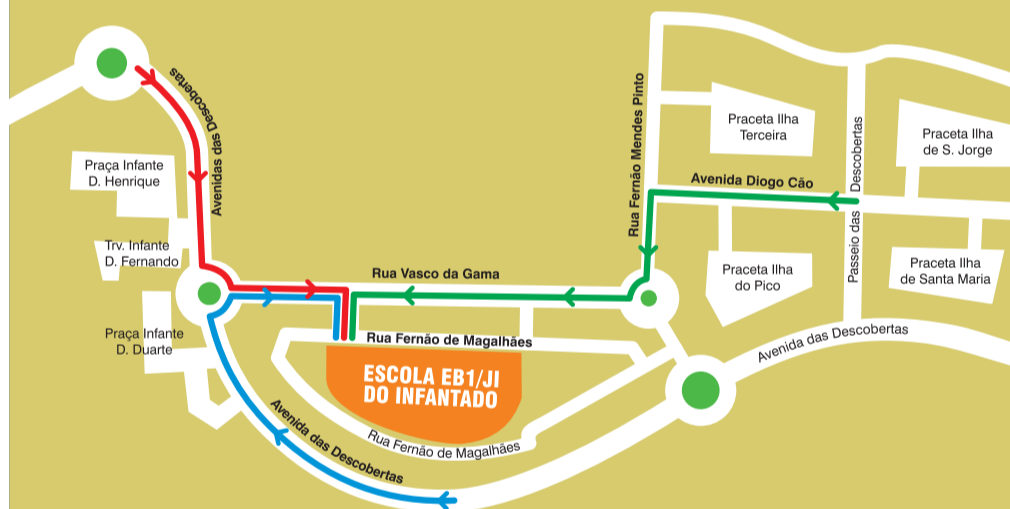 Avenidas das Descobertas
Praça Infante
D. Henrique
Trv. Infante
D. Fernando
Praça Infante
D. Duarte
Rua Vasco da Gama
Rua Fernão de Magalhães
ESCOLA EB1/JI
DO INFANTADO
Rua Fernão de Magalhães
Avenida das Descobertas
Rua Fernão Mendes Pinto
Praceta Ilha
Terceira
Avenida Diogo Cão
Passeio das Descobertas
Praceta Ilha
de S. Jorge
Praceta Ilha
do Pico
Praceta Ilha
de Santa Maria
Avenida das Descobertas